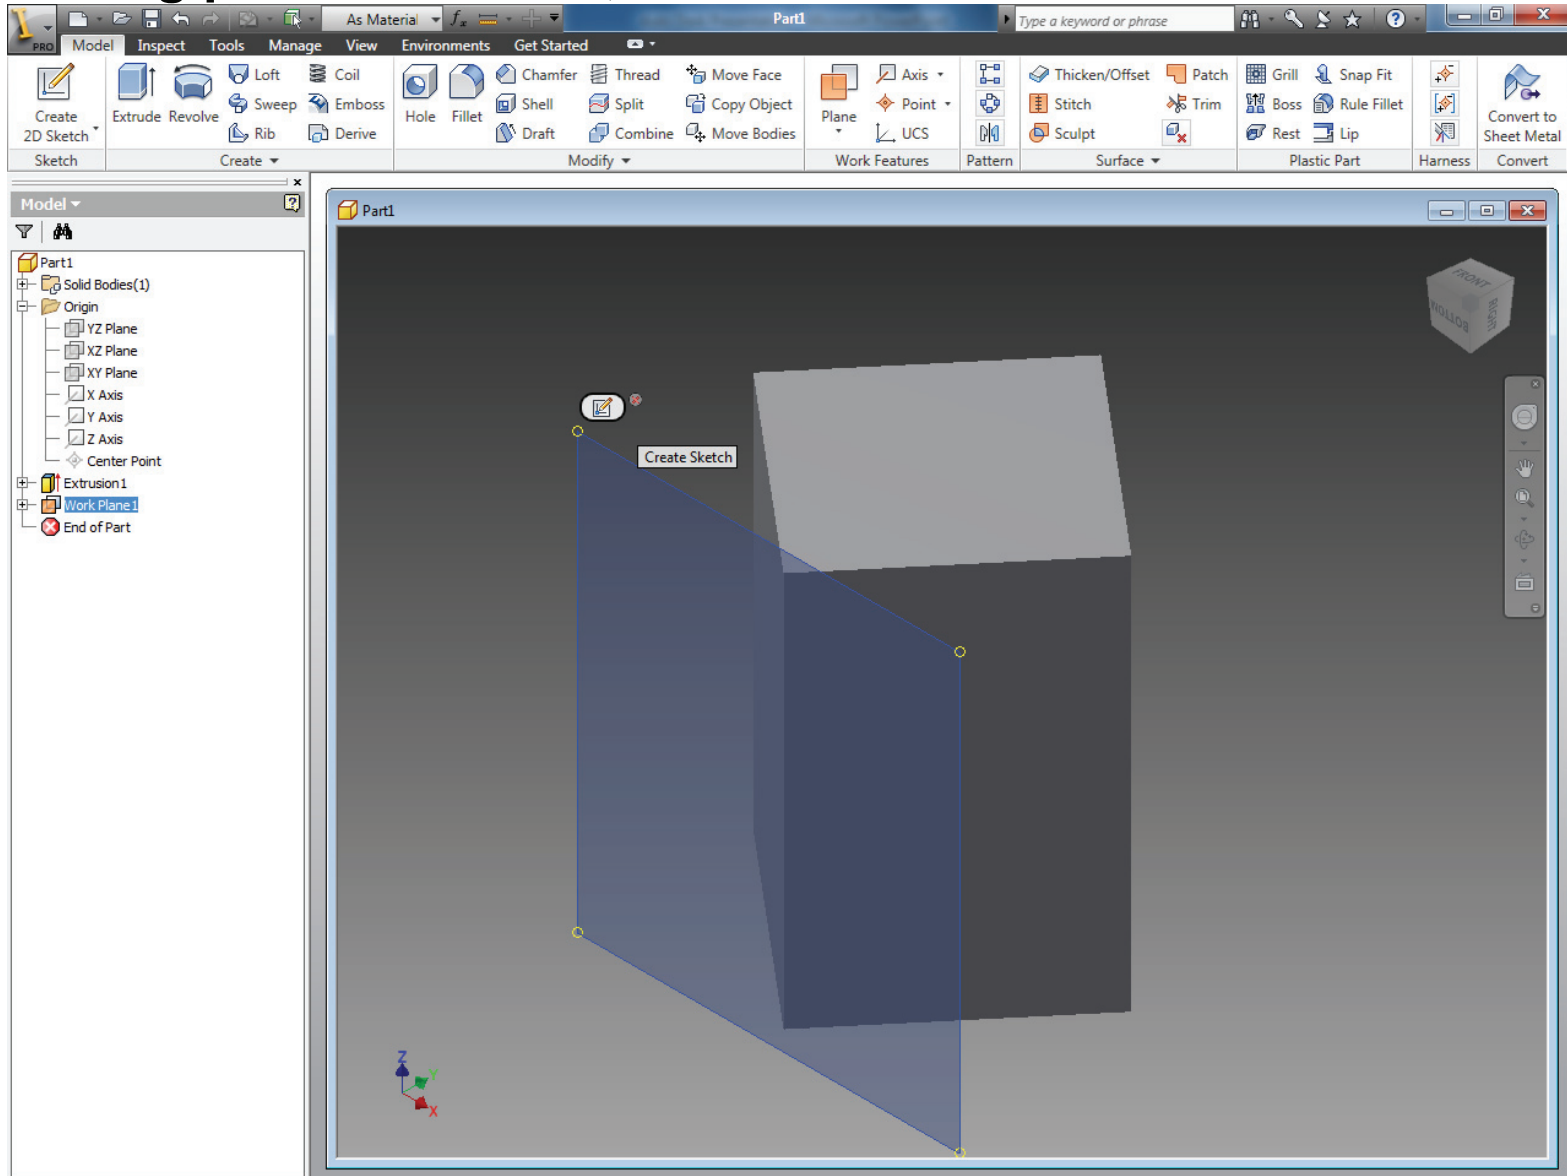 As Material
Part1
Type a keyword or phrase
PRO Model Inspect Tools Manage View Environments Get Started
Create 2D Sketch
Extrude Revolve
Loft Coil
Sweep Emboss
Rib Derive
Hole Fillet
Chamfer Thread Move Face
Shell Split Copy Object
Draft Combine Move Bodies
Plane
Axis
Point
UCS
Thicken/Offset Patch
Stitch Trim
Sculpt
Grill Snap Fit
Boss Rule Fillet
Rest Lip
Convert to
Sheet Metal
Sketch Create Modify Work Features Pattern Surface Plastic Part Harness Convert
Model
Part1
Part1
Solid Bodies(1)
Origin
YZ Plane
XZ Plane
XY Plane
X Axis
Y Axis
Z Axis
Center Point
Extrusion1
Work Plane1
End of Part
Create Sketch
FRONT
RIGHT
BOTTOM
Z
Y
X